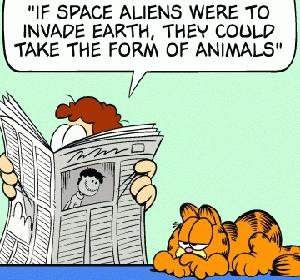 "IF SPACE ALIENS WERE TO
INVADE EARTH, THEY COULD
TAKE THE FORM OF ANIMALS"